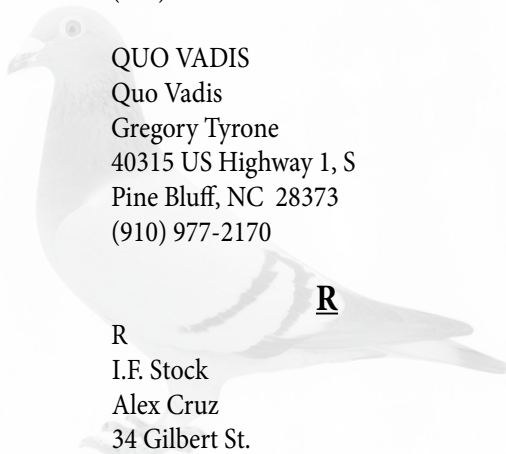 QUO VADIS
Quo Vadis
Gregory Tyrone
40315 US Highway 1, S
Pine Bluff, NC  28373
(910) 977-2170
R
R
I.F. Stock
Alex Cruz
34 Gilbert St.